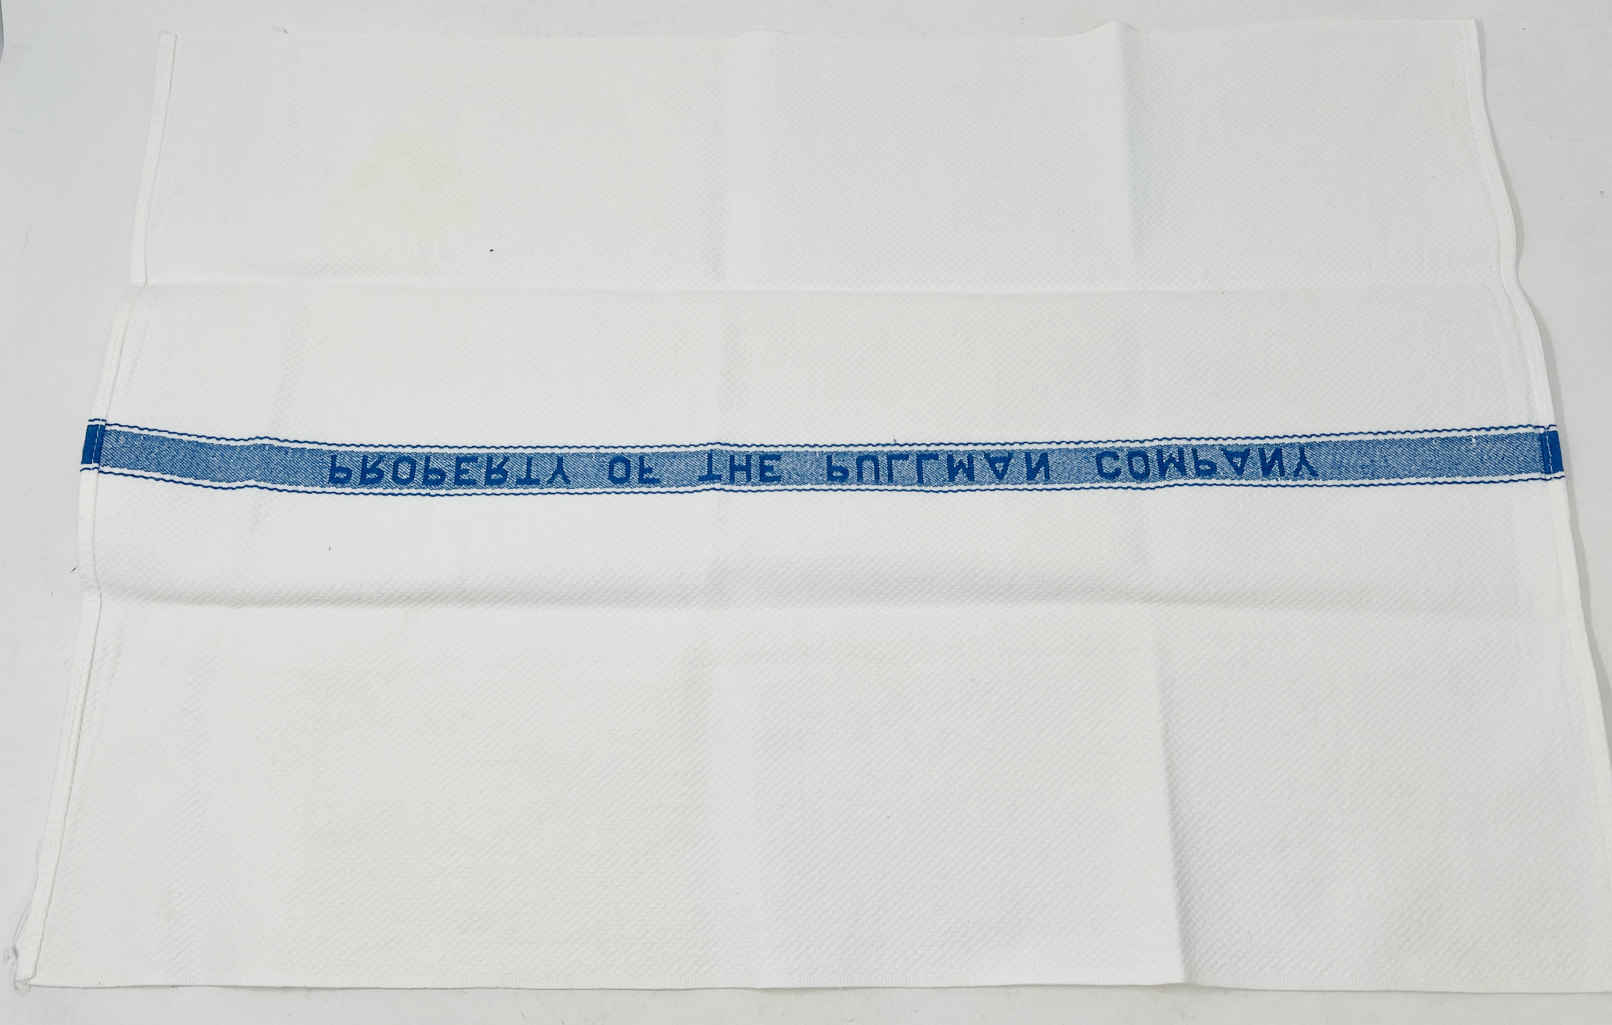 PROPERTY OF THE PULLMAN COMPANY